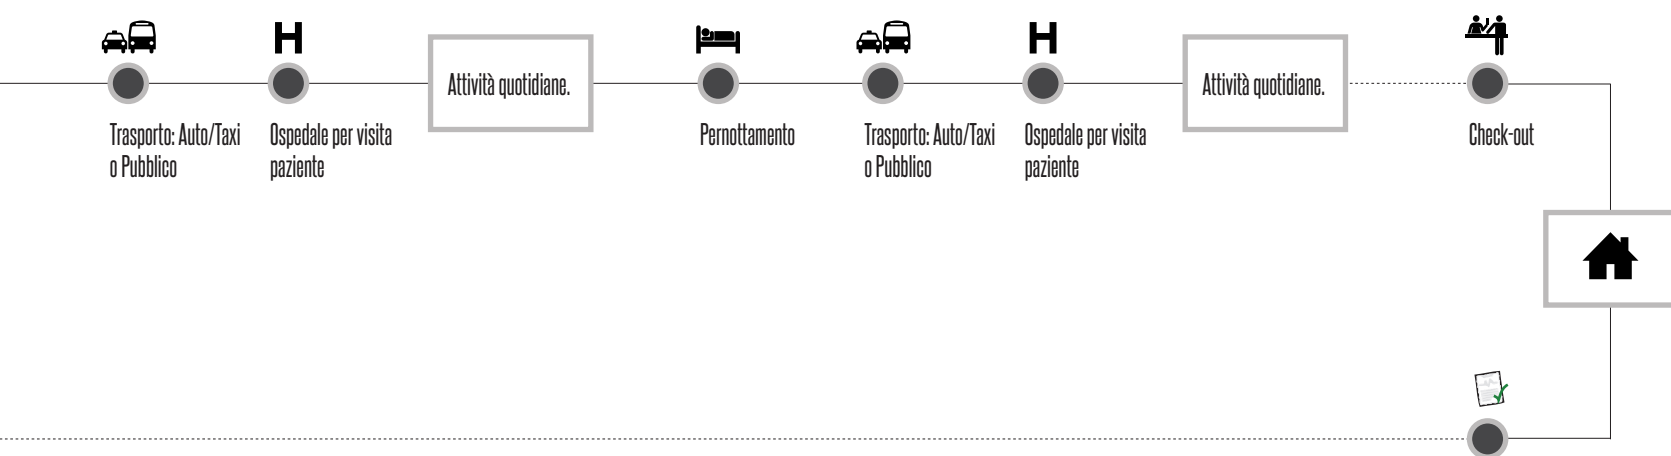 Attività quotidiane.
Attività quotidiane.
Trasporto: Auto/Taxi
o Pubblico
Ospedale per visita
paziente
Pernottamento
Trasporto: Auto/Taxi
o Pubblico
Ospedale per visita
paziente
Check-out